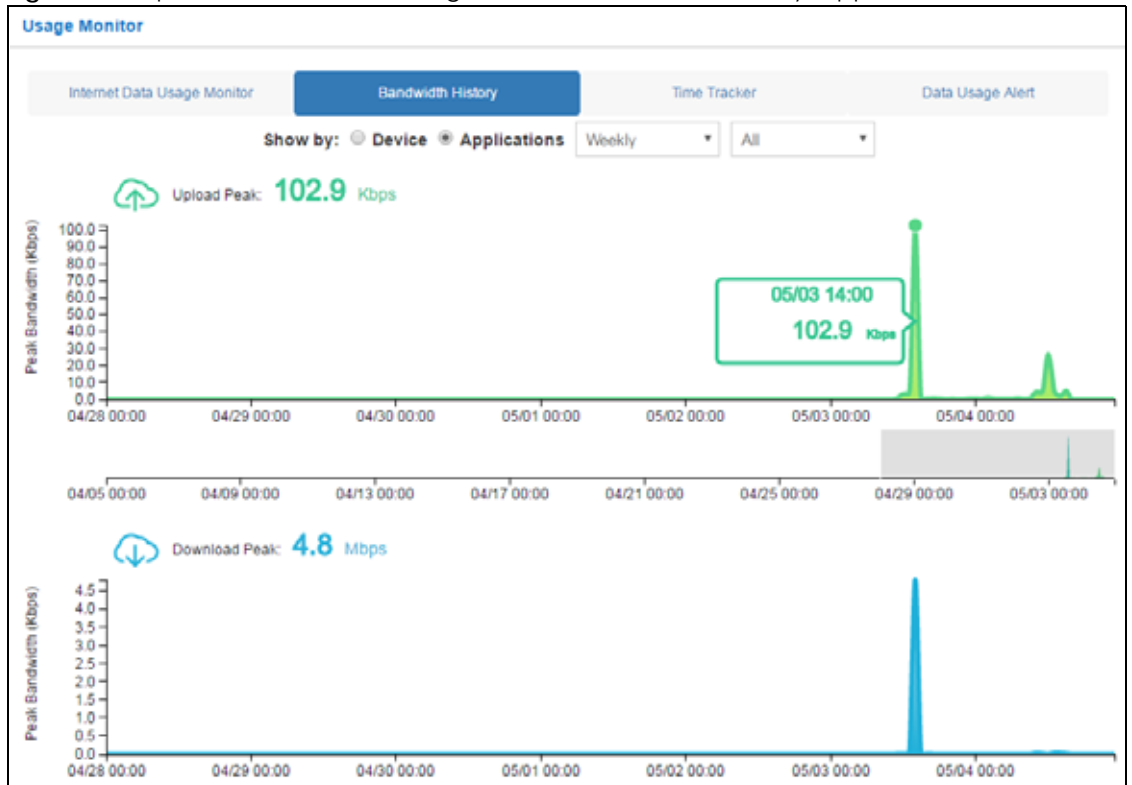 Usage Monitor
Internet Data Usage Monitor Bandwidth History Time Tracker Data Usage Alert
Show by: Device Applications Weekly All
Upload Peak: 102.9 Kbps
Peak Bandwidth (Kbps)
100.0
90.0
80.0
70.0
60.0
50.0
40.0
30.0
20.0
10.0
0.0
05/03 14:00
102.9 Kbps
04/28 00:00 04/29 00:00 04/30 00:00 05/01 00:00 05/02 00:00 05/03 00:00 05/04 00:00
04/05 00:00 04/09 00:00 04/13 00:00 04/17 00:00 04/21 00:00 04/25 00:00 04/29 00:00 05/03 00:00
Download Peak: 4.8 Mbps
Peak Bandwidth (Kbps)
4.5
4.0
3.5
3.0
2.5
2.0
1.5
1.0
0.5
0.0
04/28 00:00 04/29 00:00 04/30 00:00 05/01 00:00 05/02 00:00 05/03 00:00 05/04 00:00